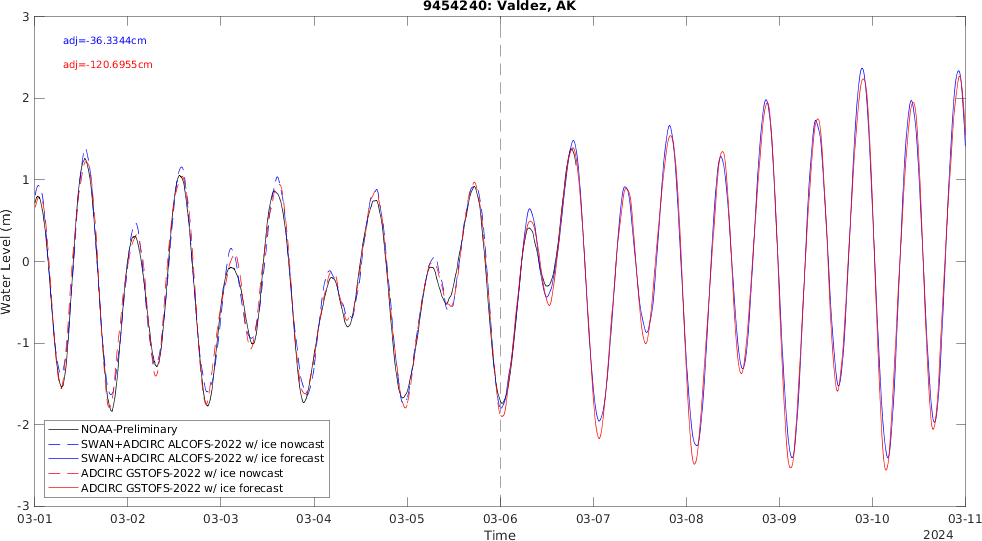 9454240: Valdez, AK
adj=-36.3344cm
adj=-120.6955cm
Water Level (m)
3
2
1
0
-1
-2
-3
NOAA-Preliminary
SWAN+ADCIRC ALCOFS-2022 w/ ice nowcast
SWAN+ADCIRC ALCOFS-2022 w/ ice forecast
ADCIRC GSTOFS-2022 w/ ice nowcast
ADCIRC GSTOFS-2022 w/ ice forecast
03-01 03-02 03-03 03-04 03-05 03-06 03-07 03-08 03-09 03-10 03-11
Time
2024